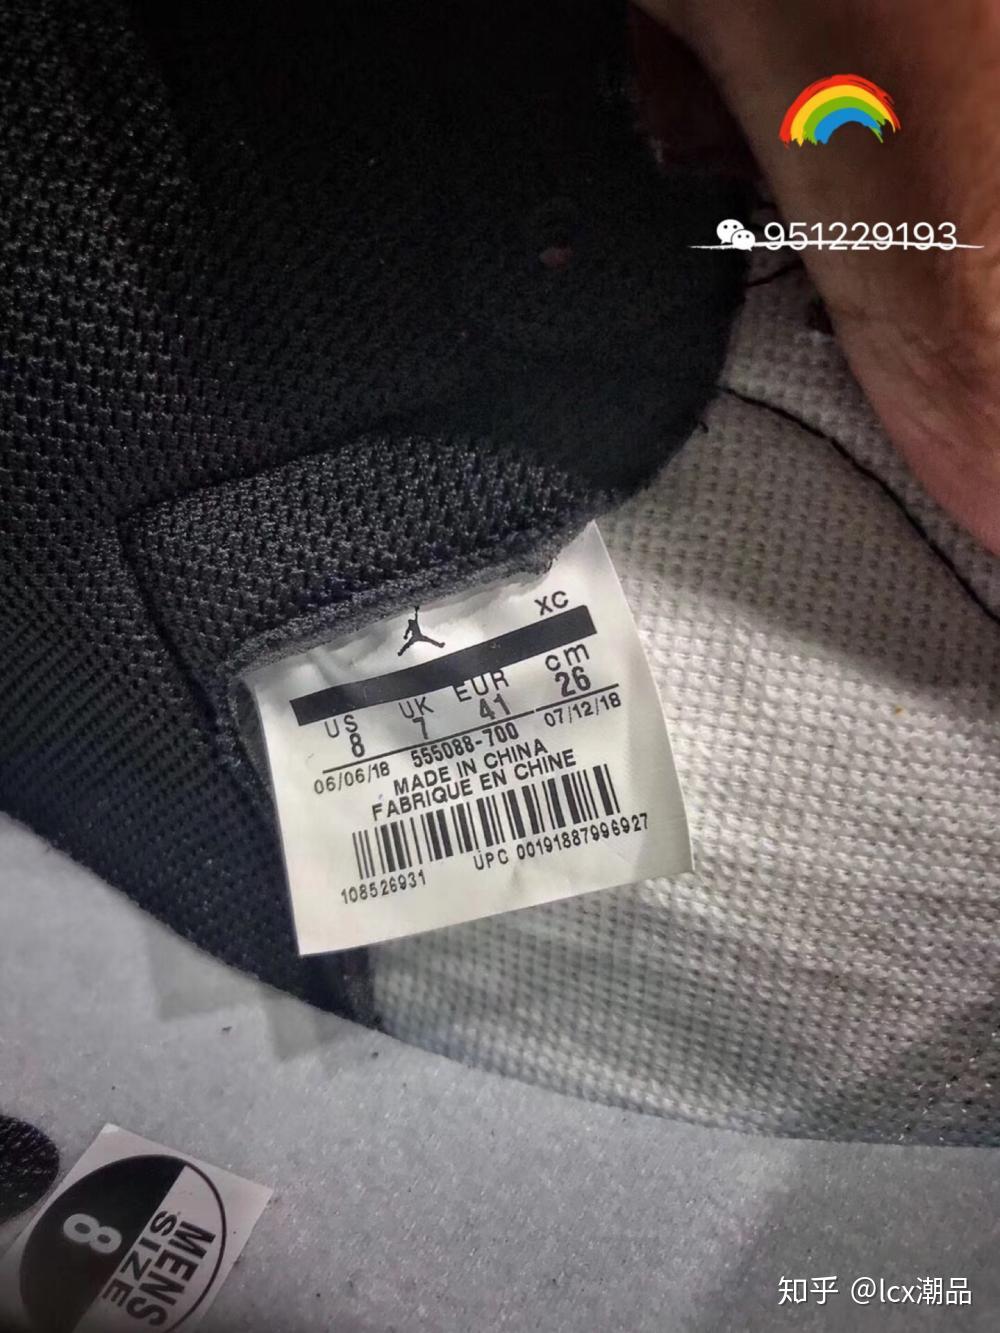 951229193
XC
US UK EUR cm
8 7 41 26
06/06/18 555088-700 07/12/18
MADE IN CHINA
FABRIQUE EN CHINE
108526931 UPC 00191887996927
MENS
SIZE
8
知乎 @lcx潮品